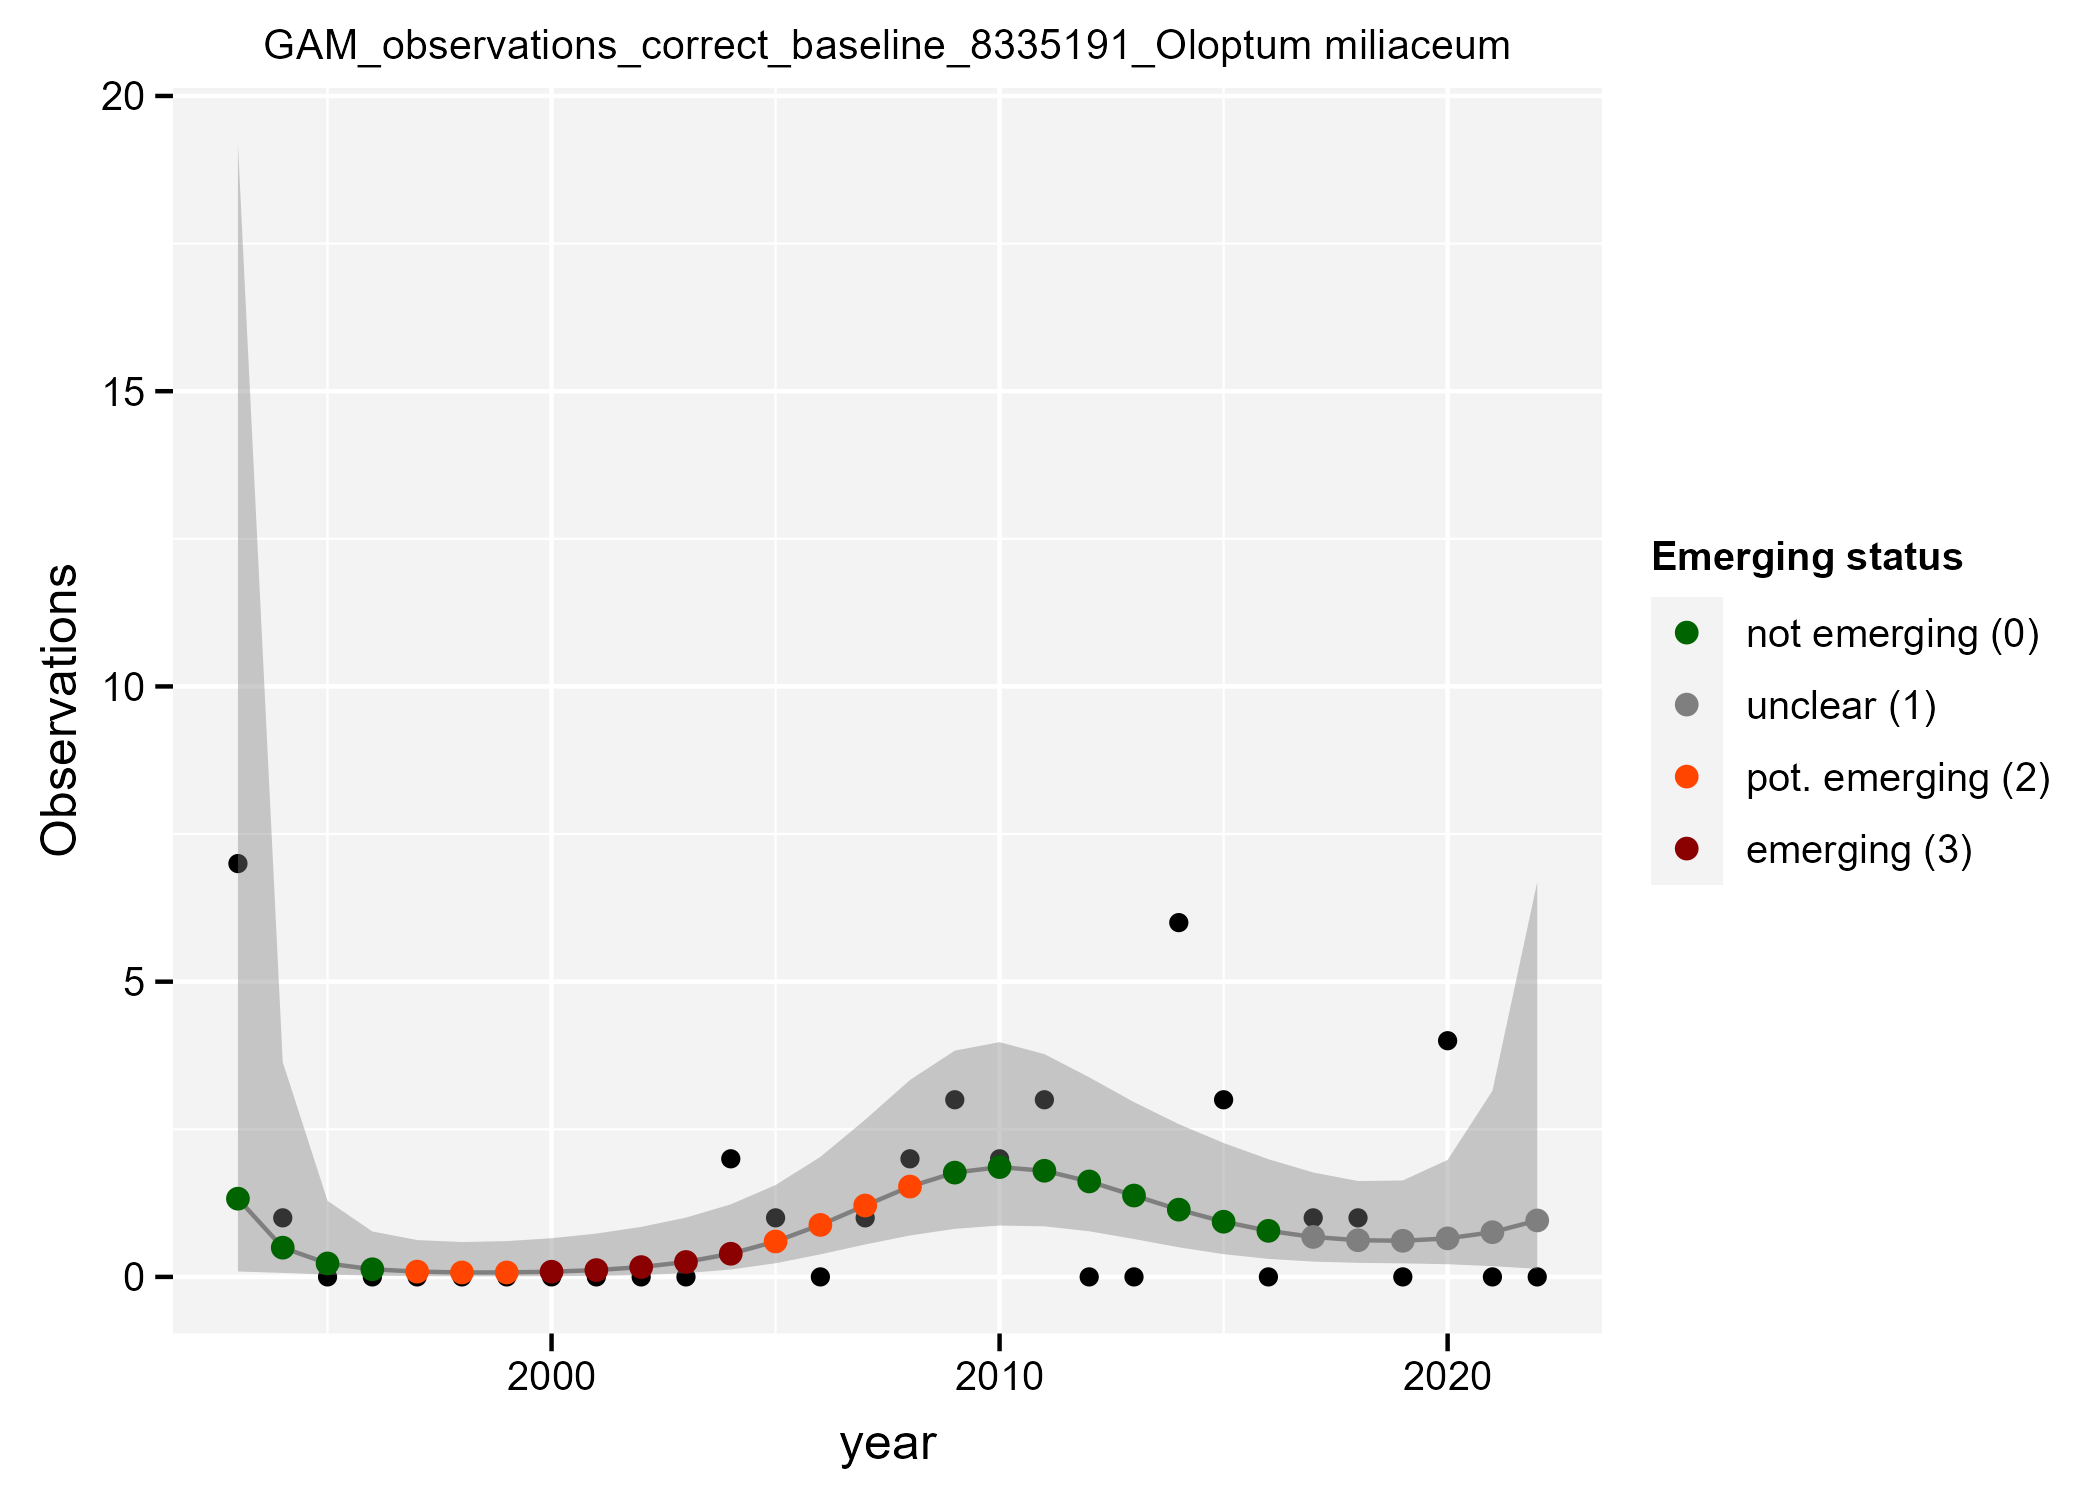 GAM_observations_correct_baseline_8335191_Oloptum miliaceum
20
15
10
5
0
Observations
2000
2010
2020
year
Emerging status
not emerging (0)
unclear (1)
pot. emerging (2)
emerging (3)